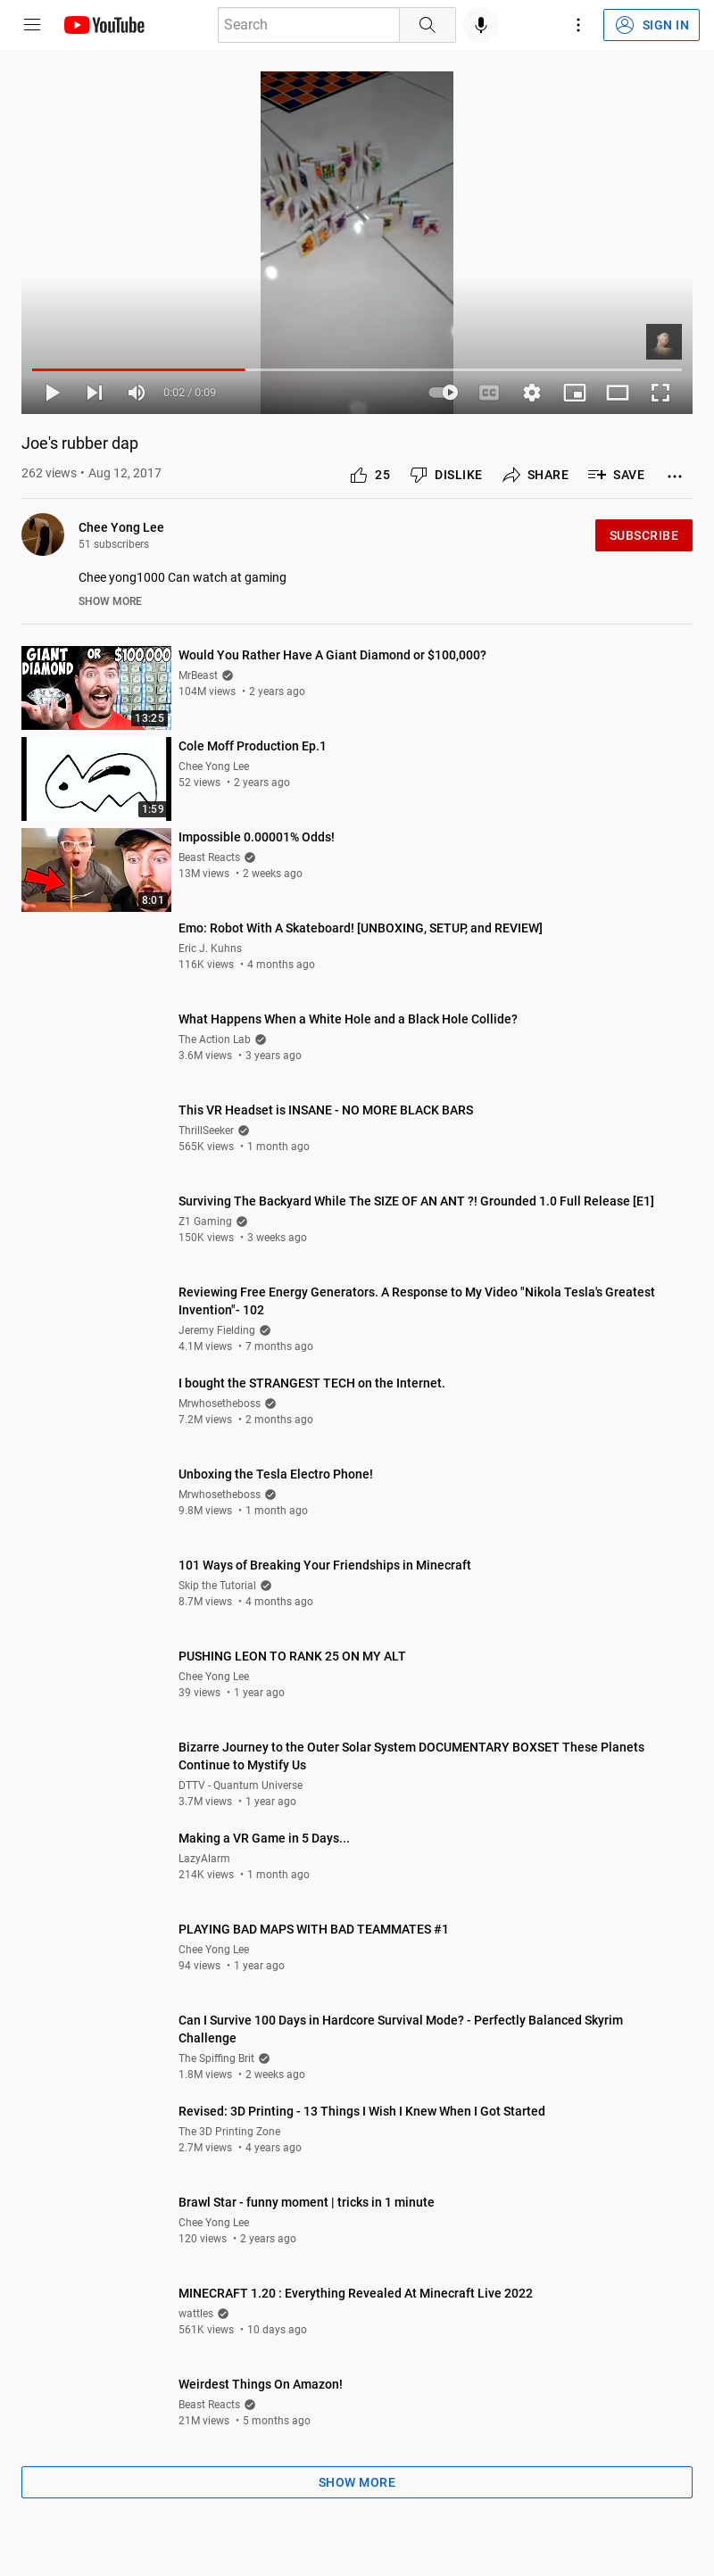 YouTube
Search
SIGN IN
0:02 / 0:09
CC
Joe's rubber dap
262 views • Aug 12, 2017
25
DISLIKE
SHARE
SAVE
Chee Yong Lee
51 subscribers
SUBSCRIBE
Chee yong1000 Can watch at gaming
SHOW MORE
GIANT DIAMOND OR $100,000
13:25
Would You Rather Have A Giant Diamond or $100,000?
MrBeast
104M views • 2 years ago
1:59
Cole Moff Production Ep.1
Chee Yong Lee
52 views • 2 years ago
8:01
Impossible 0.00001% Odds!
Beast Reacts
13M views • 2 weeks ago
Emo: Robot With A Skateboard! [UNBOXING, SETUP, and REVIEW]
Eric J. Kuhns
116K views • 4 months ago
What Happens When a White Hole and a Black Hole Collide?
The Action Lab
3.6M views • 3 years ago
This VR Headset is INSANE - NO MORE BLACK BARS
ThrillSeeker
565K views • 1 month ago
Surviving The Backyard While The SIZE OF AN ANT ?! Grounded 1.0 Full Release [E1]
Z1 Gaming
150K views • 3 weeks ago
Reviewing Free Energy Generators. A Response to My Video "Nikola Tesla's Greatest
Invention"- 102
Jeremy Fielding
4.1M views • 7 months ago
I bought the STRANGEST TECH on the Internet.
Mrwhosetheboss
7.2M views • 2 months ago
Unboxing the Tesla Electro Phone!
Mrwhosetheboss
9.8M views • 1 month ago
101 Ways of Breaking Your Friendships in Minecraft
Skip the Tutorial
8.7M views • 4 months ago
PUSHING LEON TO RANK 25 ON MY ALT
Chee Yong Lee
39 views • 1 year ago
Bizarre Journey to the Outer Solar System DOCUMENTARY BOXSET These Planets
Continue to Mystify Us
DTTV - Quantum Universe
3.7M views • 1 year ago
Making a VR Game in 5 Days...
LazyAlarm
214K views • 1 month ago
PLAYING BAD MAPS WITH BAD TEAMMATES #1
Chee Yong Lee
94 views • 1 year ago
Can I Survive 100 Days in Hardcore Survival Mode? - Perfectly Balanced Skyrim
Challenge
The Spiffing Brit
1.8M views • 2 weeks ago
Revised: 3D Printing - 13 Things I Wish I Knew When I Got Started
The 3D Printing Zone
2.7M views • 4 years ago
Brawl Star - funny moment | tricks in 1 minute
Chee Yong Lee
120 views • 2 years ago
MINECRAFT 1.20 : Everything Revealed At Minecraft Live 2022
wattles
561K views • 10 days ago
Weirdest Things On Amazon!
Beast Reacts
21M views • 5 months ago
SHOW MORE